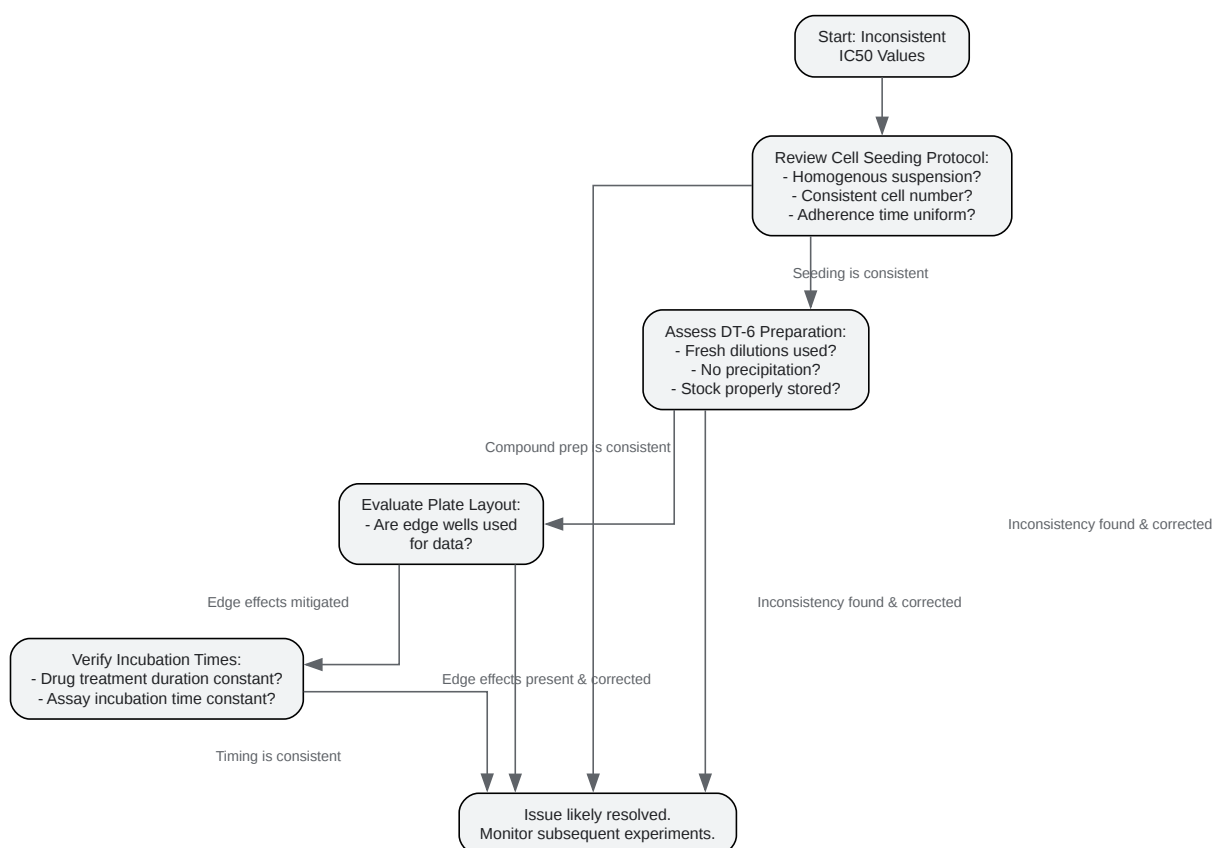 Start: Inconsistent
IC50 Values
Review Cell Seeding Protocol:
- Homogenous suspension?
- Consistent cell number?
- Adherence time uniform?
Seeding is consistent
Assess DT-6 Preparation:
- Fresh dilutions used?
- No precipitation?
- Stock properly stored?
Compound prep is consistent
Evaluate Plate Layout:
- Are edge wells used
for data?
Inconsistency found & corrected
Edge effects mitigated
Inconsistency found & corrected
Verify Incubation Times:
- Drug treatment duration constant?
- Assay incubation time constant?
Edge effects present & corrected
Timing is consistent
Issue likely resolved.
Monitor subsequent experiments.